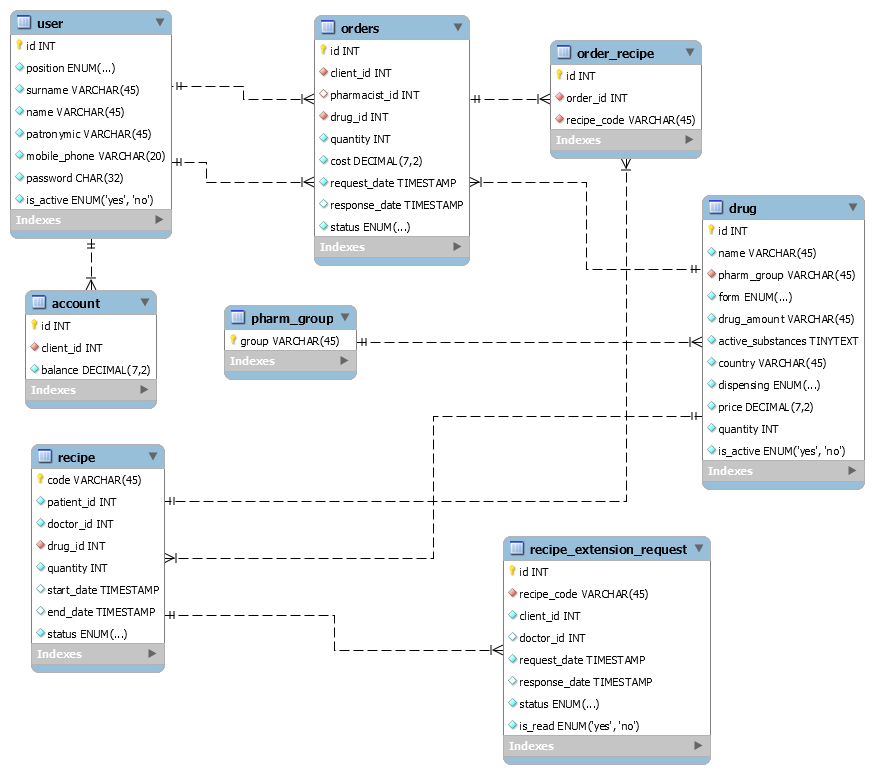 user
id INT
position ENUM(...)
surname VARCHAR(45)
name VARCHAR(45)
patronymic VARCHAR(45)
mobile_phone VARCHAR(20)
password CHAR(32)
is_active ENUM('yes', 'no')
Indexes
orders
id INT
client_id INT
pharmacist_id INT
drug_id INT
quantity INT
cost DECIMAL(7,2)
request_date TIMESTAMP
response_date TIMESTAMP
status ENUM(...)
Indexes
order_recipe
id INT
order_id INT
recipe_code VARCHAR(45)
Indexes
drug
id INT
name VARCHAR(45)
pharm_group VARCHAR(45)
form ENUM(...)
drug_amount VARCHAR(45)
active_substances TINYTEXT
country VARCHAR(45)
dispensing ENUM(...)
price DECIMAL(7,2)
quantity INT
is_active ENUM('yes', 'no')
Indexes
account
id INT
client_id INT
balance DECIMAL(7,2)
Indexes
pharm_group
group VARCHAR(45)
Indexes
recipe
code VARCHAR(45)
patient_id INT
doctor_id INT
drug_id INT
quantity INT
start_date TIMESTAMP
end_date TIMESTAMP
status ENUM(...)
Indexes
recipe_extension_request
id INT
recipe_code VARCHAR(45)
client_id INT
doctor_id INT
request_date TIMESTAMP
response_date TIMESTAMP
status ENUM(...)
is_read ENUM('yes', 'no')
Indexes